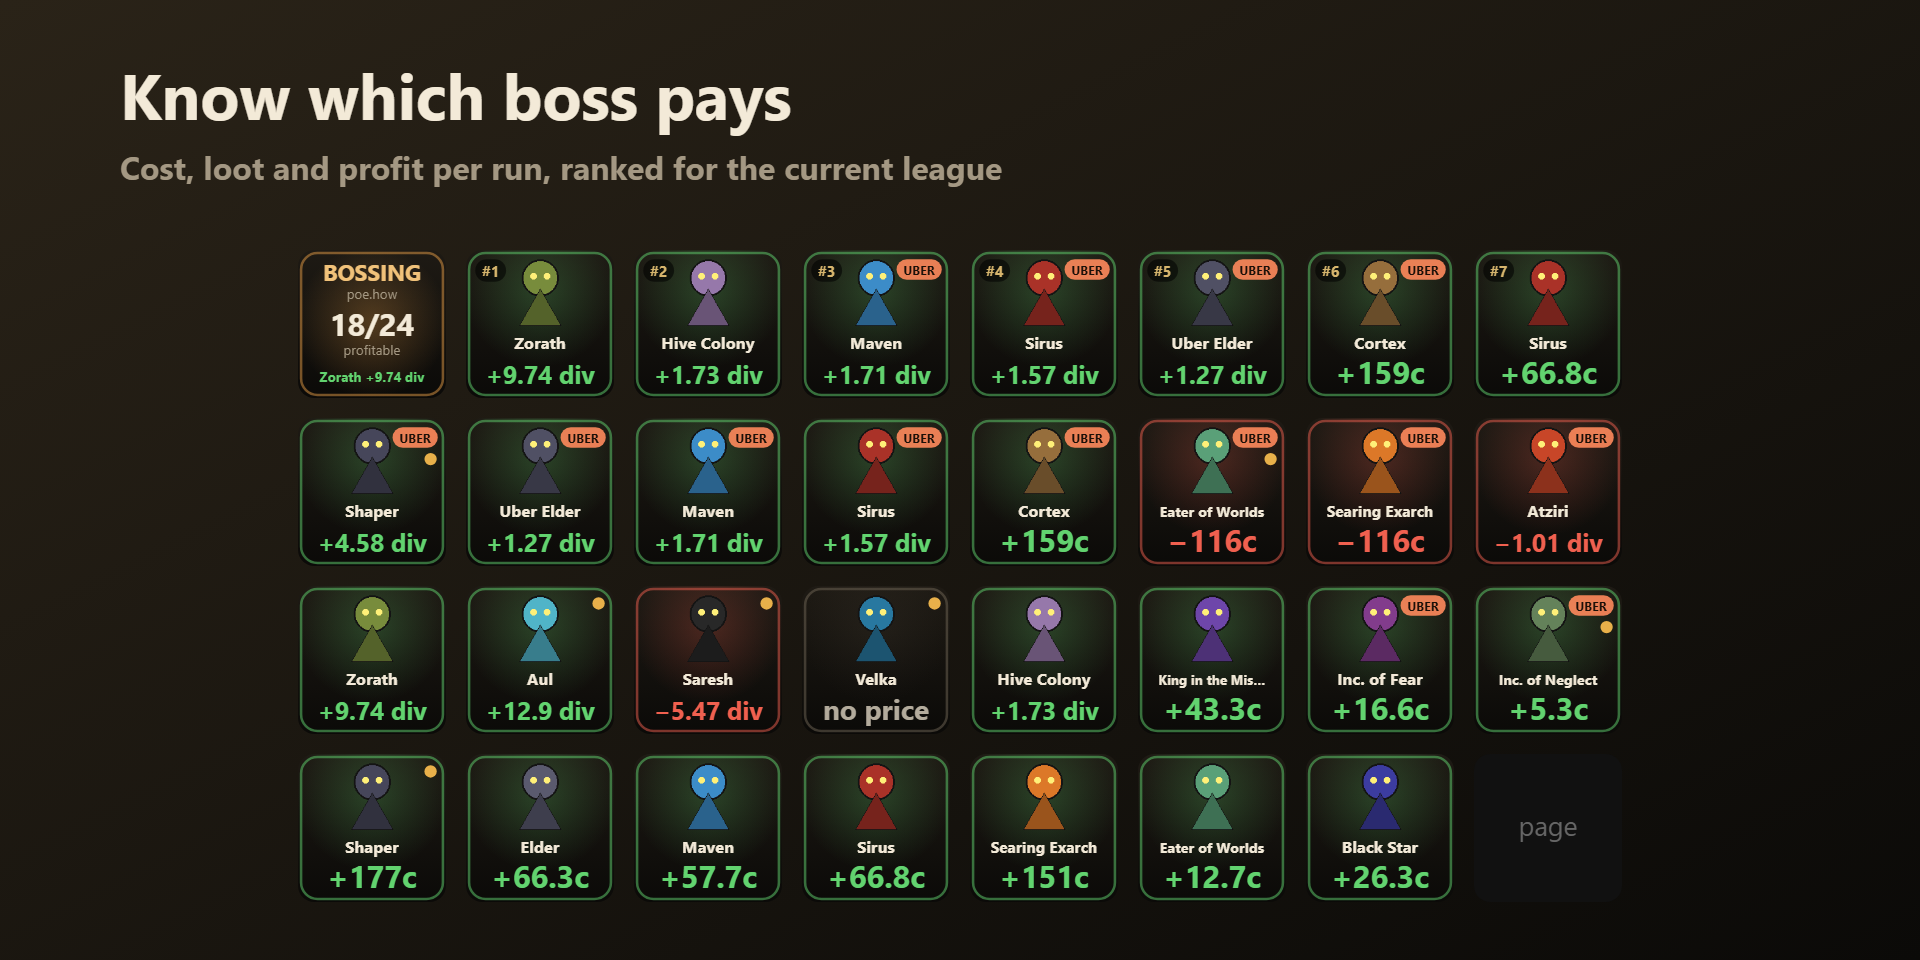 Know which boss pays
Cost, loot and profit per run, ranked for the current league
BOSSING
poe.how
18/24
profitable
Zorath +9.74 div
#1
Zorath
+9.74 div
#2
Hive Colony
+1.73 div
#3
UBER
Maven
+1.71 div
#4
UBER
Sirus
+1.57 div
#5
UBER
Uber Elder
+1.27 div
#6
UBER
Cortex
+159c
#7
Sirus
+66.8c
UBER
Shaper
+4.58 div
UBER
Uber Elder
+1.27 div
UBER
Maven
+1.71 div
UBER
Sirus
+1.57 div
UBER
Cortex
+159c
UBER
Eater of Worlds
−116c
UBER
Searing Exarch
−116c
UBER
Atziri
−1.01 div
Zorath
+9.74 div
Aul
+12.9 div
Saresh
−5.47 div
Velka
no price
Hive Colony
+1.73 div
King in the Mis...
+43.3c
UBER
Inc. of Fear
+16.6c
UBER
Inc. of Neglect
+5.3c
Shaper
+177c
Elder
+66.3c
Maven
+57.7c
Sirus
+66.8c
Searing Exarch
+151c
Eater of Worlds
+12.7c
Black Star
+26.3c
page